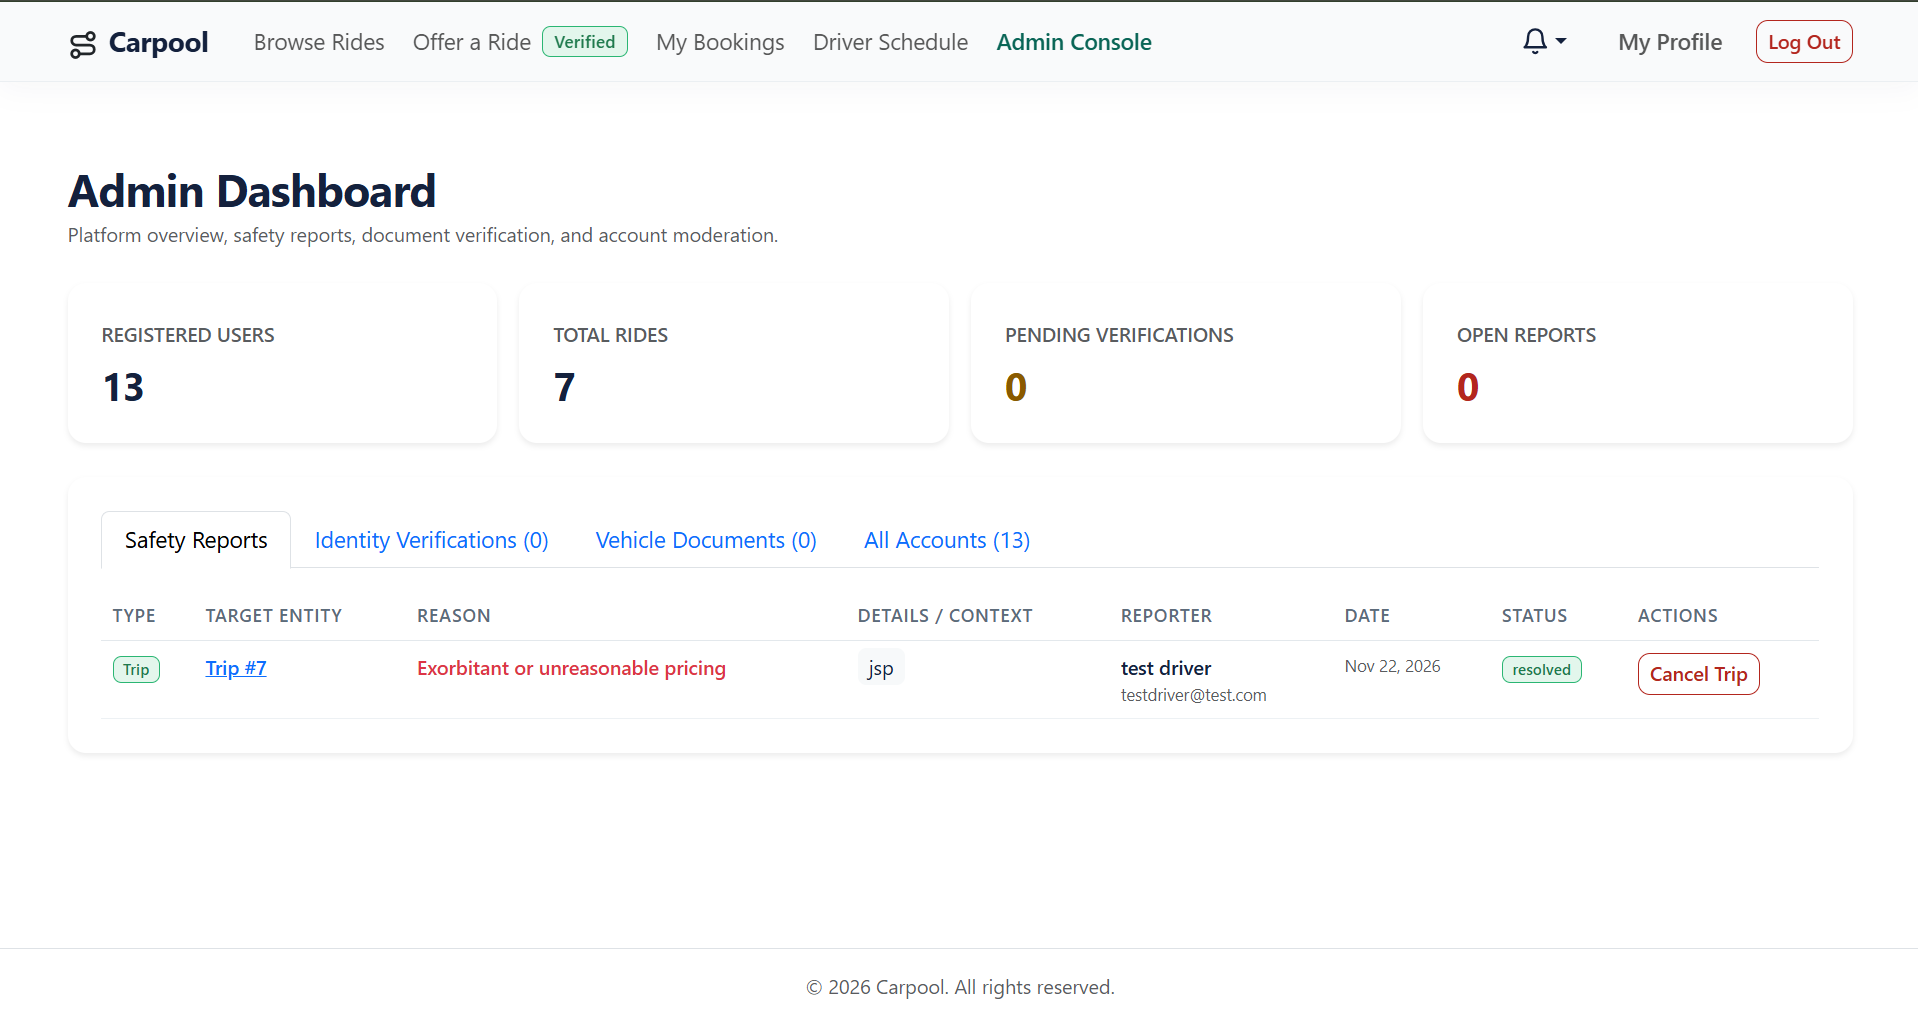 Carpool Browse Rides Offer a Ride Verified My Bookings Driver Schedule Admin Console My Profile Log Out
Admin Dashboard
Platform overview, safety reports, document verification, and account moderation.
REGISTERED USERS TOTAL RIDES PENDING VERIFICATIONS OPEN REPORTS
13 7 0 0
Safety Reports Identity Verifications (0) Vehicle Documents (0) All Accounts (13)
TYPE TARGET ENTITY REASON DETAILS / CONTEXT REPORTER DATE STATUS ACTIONS
Trip Trip #7 Exorbitant or unreasonable pricing jsp test driver Nov 22, 2026 resolved Cancel Trip
testdriver@test.com
© 2026 Carpool. All rights reserved.